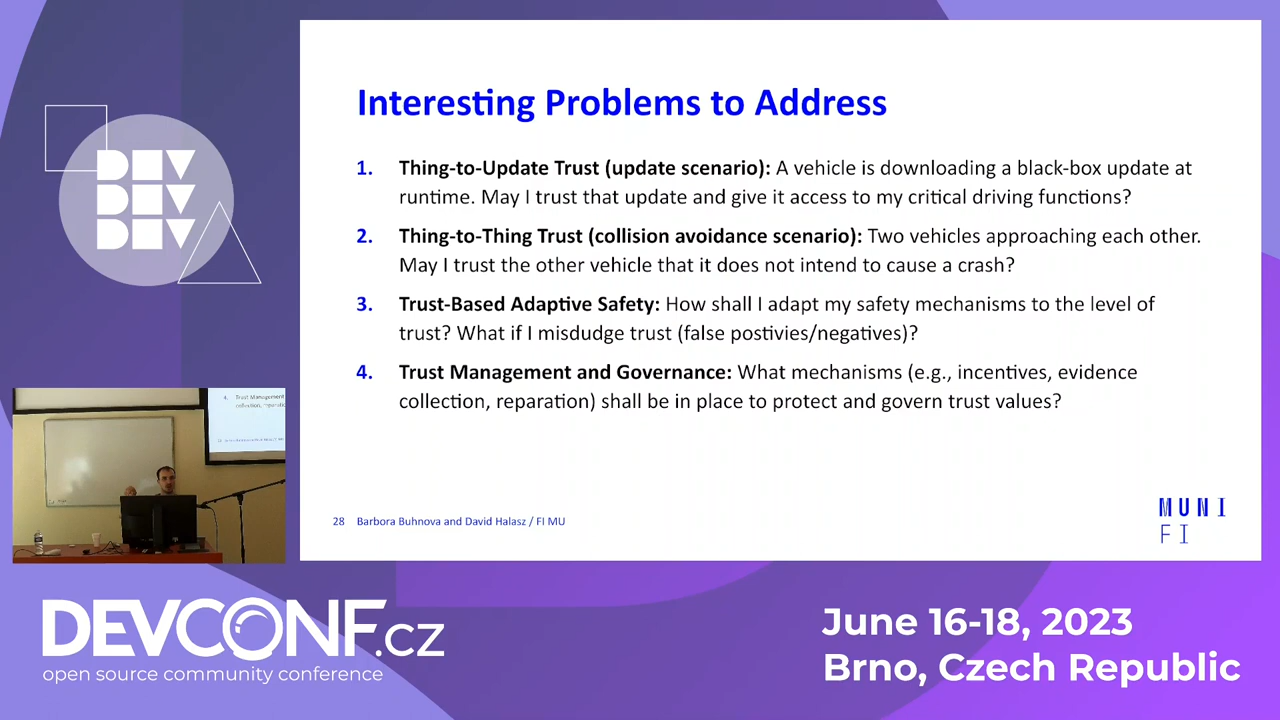 Interesting Problems to Address
1. Thing-to-Update Trust (update scenario): A vehicle is downloading a black-box update at
runtime. May I trust that update and give it access to my critical driving functions?
2. Thing-to-Thing Trust (collision avoidance scenario): Two vehicles approaching each other.
May I trust the other vehicle that it does not intend to cause a crash?
3. Trust-Based Adaptive Safety: How shall I adapt my safety mechanisms to the level of
trust? What if I misdudge trust (false postivies/negatives)?
4. Trust Management and Governance: What mechanisms (e.g., incentives, evidence
collection, reparation) shall be in place to protect and govern trust values?
28 Barbora Buhnova and David Halasz / FI MU
MUNI
FI
DEV
DEV
DEV
4. Trust Management
collection, reparatio
DEVCONF.cz
open source community conference
June 16-18, 2023
Brno, Czech Republic